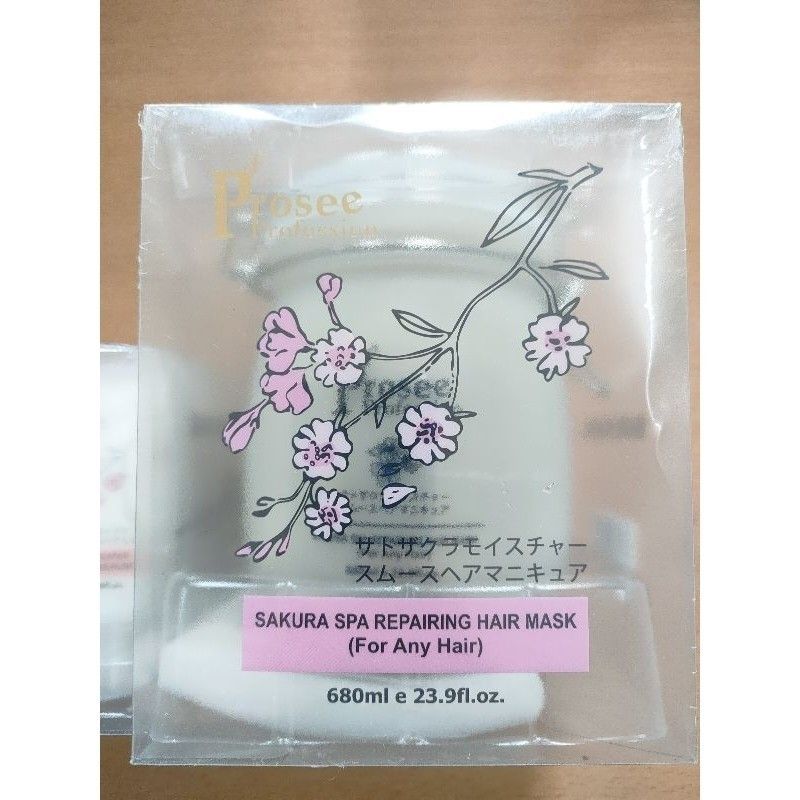 Prosee
Profession
Prosee
サトザクラモイスチャー
スムースヘアマニキュア
SAKURA SPA REPAIRING HAIR MASK
(For Any Hair)
680ml e 23.9fl.oz.